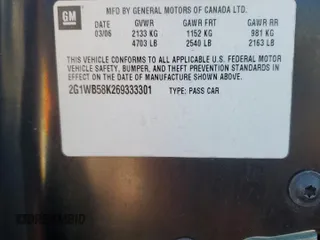 GM
MFD BY GENERAL MOTORS OF CANADA LTD.
DATE GVWR GAWR FRT GAWR RR
03/06 2133 KG 1152 KG 981 KG
4703 LB 2540 LB 2163 LB
THIS VEHICLE CONFORMS TO ALL APPLICABLE U.S. FEDERAL MOTOR
VEHICLE SAFETY, BUMPER, AND THEFT PREVENTION STANDARDS IN
EFFECT ON THE DATE OF MANUFACTURE SHOWN ABOVE.
2G1WB58K269333301 TYPE: PASS CAR